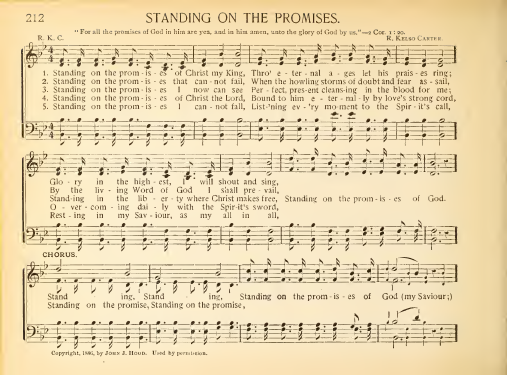 212 STANDING ON THE PROMISES.
"For all the promises of God in him are yea, and in him amen, unto the glory of God by us."—2 Cor. 1:20.
R. K. C. R. Kelso Carter.
1. Standing on the prom - is - es of Christ my King, Thro' e - ter - nal a - ges let his prais - es ring;
2. Standing on the prom - is - es that can - not fail, When the howling storms of doubt and fear as - sail,
3. Standing on the prom - is - es I now can see Per - fect, pres - ent cleansing in the blood for me;
4. Standing on the prom - is - es of Christ the Lord, Bound to him e - ter - nal - ly by love's strong cord,
5. Standing on the prom - is - es I can - not fall, List - 'ning ev - 'ry mo - ment to the Spir - it's call,
Glo - ry in the high - est, I will shout and sing,
By the liv - ing Word of God I shall pre - vail,
Stand - ing in the lib - er - ty where Christ makes free, Standing on the prom - is - es of God.
O - ver - com - ing dai - ly with the Spir - it's sword,
Rest - ing in my Sav - iour, as my all in all,
CHORUS.
Stand ing, Stand ing, Standing on the prom - is - es of God (my Saviour;)
Standing on the promise, Standing on the promise,
Copyright, 1886, by John J. Hood. Used by permission.